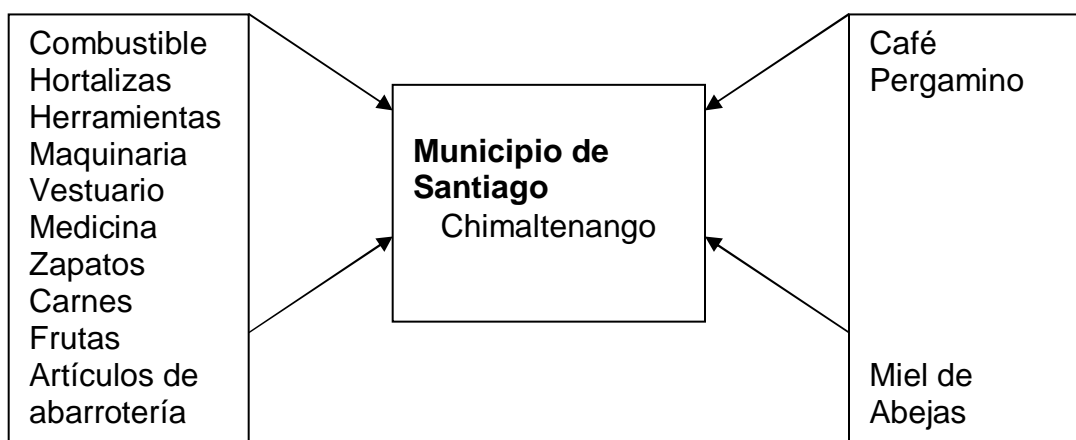 Combustible
Hortalizas
Herramientas
Maquinaria
Vestuario
Medicina
Zapatos
Carnes
Frutas
Artículos de
abarrotería
Municipio de
Santiago
Chimaltenango
Café
Pergamino
Miel de
Abejas